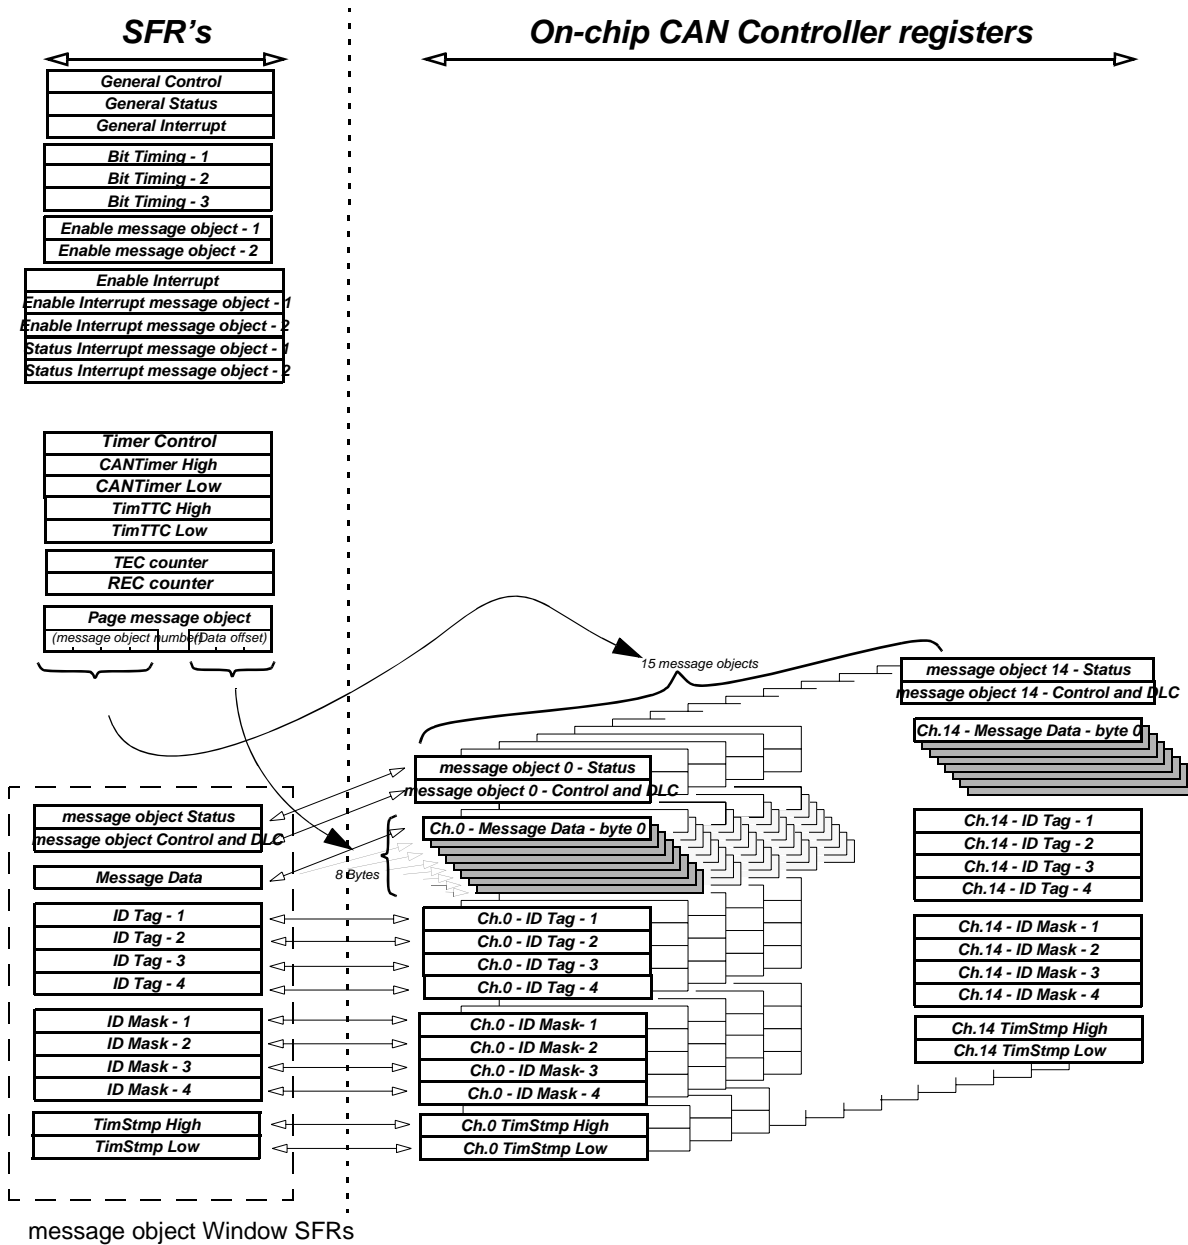 SFR's
On-chip CAN Controller registers
General Control
General Status
General Interrupt
Bit Timing - 1
Bit Timing - 2
Bit Timing - 3
Enable message object - 1
Enable message object - 2
Enable Interrupt
Enable Interrupt message object - 1
Enable Interrupt message object - 2
Status Interrupt message object - 1
Status Interrupt message object - 2
Timer Control
CANTimer High
CANTimer Low
TimTTC High
TimTTC Low
TEC counter
REC counter
Page message object
(message object number)
(Data offset)
15 message objects
message object 14 - Status
message object 14 - Control and DLC
Ch.14 - Message Data - byte 0
Ch.14 - ID Tag - 1
Ch.14 - ID Tag - 2
Ch.14 - ID Tag - 3
Ch.14 - ID Tag - 4
Ch.14 - ID Mask - 1
Ch.14 - ID Mask - 2
Ch.14 - ID Mask - 3
Ch.14 - ID Mask - 4
Ch.14 TimStmp High
Ch.14 TimStmp Low
message object 0 - Status
message object 0 - Control and DLC
Ch.0 - Message Data - byte 0
8 Bytes
Ch.0 - ID Tag - 1
Ch.0 - ID Tag - 2
Ch.0 - ID Tag - 3
Ch.0 - ID Tag - 4
Ch.0 - ID Mask- 1
Ch.0 - ID Mask- 2
Ch.0 - ID Mask- 3
Ch.0 - ID Mask - 4
Ch.0 TimStmp High
Ch.0 TimStmp Low
message object Status
message object Control and DLC
Message Data
ID Tag - 1
ID Tag - 2
ID Tag - 3
ID Tag - 4
ID Mask - 1
ID Mask - 2
ID Mask - 3
ID Mask - 4
TimStmp High
TimStmp Low
message object Window SFRs